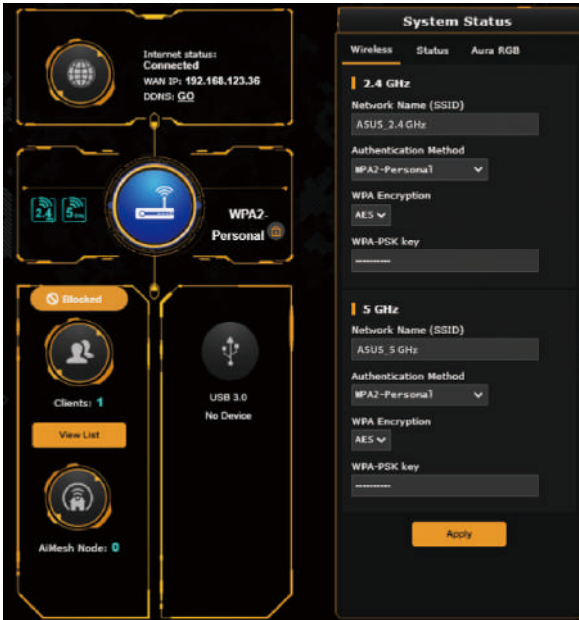 Internet status:
Connected
WAN IP: 192.168.123.36
DDNS: GO
2.4
5
WPA2-
Personal
Blocked
Clients: 1
View List
AiMesh Node: 0
USB 3.0
No Device
System Status
Wireless Status Aura RGB
2.4 GHz
Network Name (SSID)
ASUS_2.4 GHz
Authentication Method
WPA2-Personal
WPA Encryption
AES
WPA-PSK key
----------
5 GHz
Network Name (SSID)
ASUS_5 GHz
Authentication Method
WPA2-Personal
WPA Encryption
AES
WPA-PSK key
----------
Apply